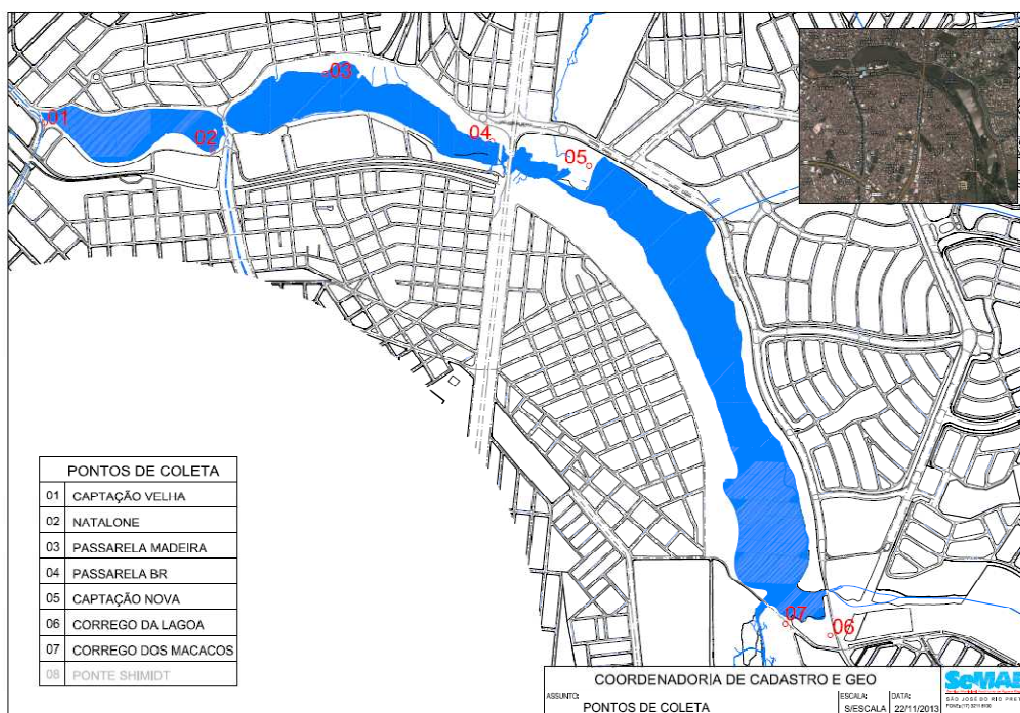 01
02
03
04
05
PONTOS DE COLETA
01 CAPTAÇÃO VELHA
02 NATALONE
03 PASSARELA MADEIRA
04 PASSARELA BR
05 CAPTAÇÃO NOVA
06 CORREGO DA LAGOA
07 CORREGO DOS MACACOS
08 PONTE SHIMIDT
07
06
COORDENADORIA DE CADASTRO E GEO
ASSUNTO:
PONTOS DE COLETA
ESCALA:
S/ESCALA
DATA:
22/11/2013
SeMAE
SÃO JOSÉ DO RIO PRETO